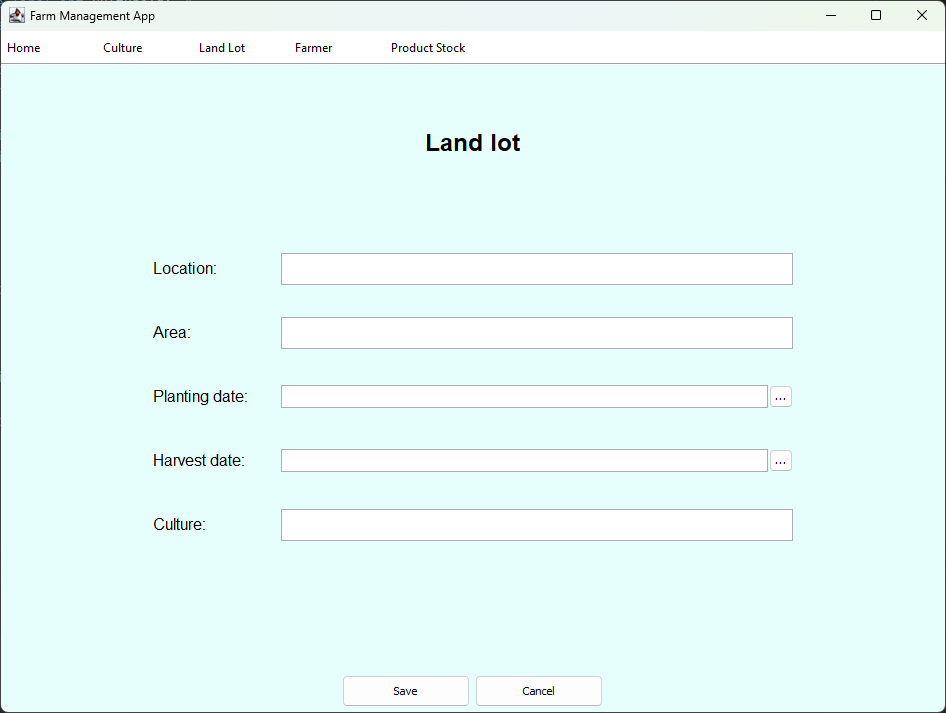 Farm Management App
Home Culture Land Lot Farmer Product Stock
Land lot
Location:
Area:
Planting date:
...
Harvest date:
...
Culture:
Save Cancel